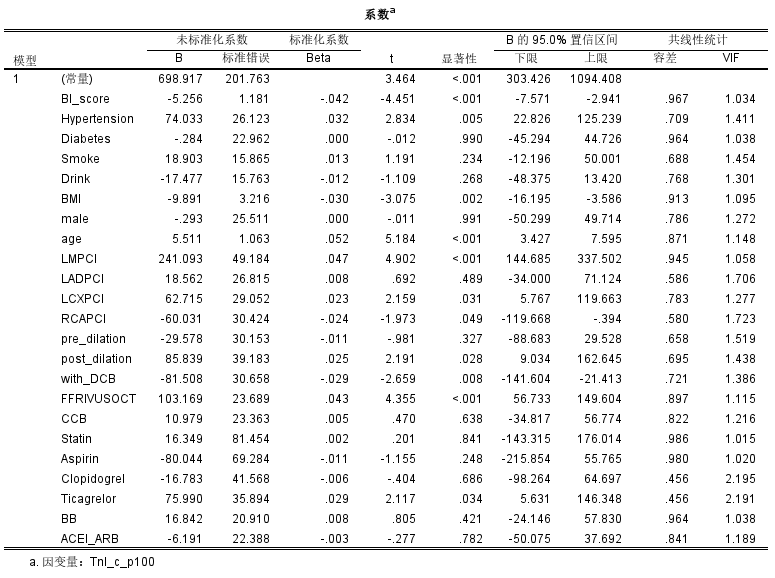 系数a
未标准化系数 标准化系数 B 的 95.0% 置信区间 共线性统计
模型 B 标准错误 Beta t 显著性 下限 上限 容差 VIF
1 (常量) 698.917 201.763 3.464 <.001 303.426 1094.408
BI_score -5.256 1.181 -.042 -4.451 <.001 -7.571 -2.941 .967 1.034
Hypertension 74.033 26.123 .032 2.834 .005 22.826 125.239 .709 1.411
Diabetes -.284 22.962 .000 -.012 .990 -45.294 44.726 .964 1.038
Smoke 18.903 15.865 .013 1.191 .234 -12.196 50.001 .688 1.454
Drink -17.477 15.763 -.012 -1.109 .268 -48.375 13.420 .768 1.301
BMI -9.891 3.216 -.030 -3.075 .002 -16.195 -3.586 .913 1.095
male -.293 25.511 .000 -.011 .991 -50.299 49.714 .786 1.272
age 5.511 1.063 .052 5.184 <.001 3.427 7.595 .871 1.148
LMPCI 241.093 49.184 .047 4.902 <.001 144.685 337.502 .945 1.058
LADPCI 18.562 26.815 .008 .692 .489 -34.000 71.124 .586 1.706
LCXPCI 62.715 29.052 .023 2.159 .031 5.767 119.663 .783 1.277
RCAPCI -60.031 30.424 -.024 -1.973 .049 -119.668 -.394 .580 1.723
pre_dilation -29.578 30.153 -.011 -.981 .327 -88.683 29.528 .658 1.519
post_dilation 85.839 39.183 .025 2.191 .028 9.034 162.645 .695 1.438
with_DCB -81.508 30.658 -.029 -2.659 .008 -141.604 -21.413 .721 1.386
FFRIVUSOCT 103.169 23.689 .043 4.355 <.001 56.733 149.604 .897 1.115
CCB 10.979 23.363 .005 .470 .638 -34.817 56.774 .822 1.216
Statin 16.349 81.454 .002 .201 .841 -143.315 176.014 .986 1.015
Aspirin -80.044 69.284 -.011 -1.155 .248 -215.854 55.765 .980 1.020
Clopidogrel -16.783 41.568 -.006 -.404 .686 -98.264 64.697 .456 2.195
Ticagrelor 75.990 35.894 .029 2.117 .034 5.631 146.348 .456 2.191
BB 16.842 20.910 .008 .805 .421 -24.146 57.830 .964 1.038
ACEI_ARB -6.191 22.388 -.003 -.277 .782 -50.075 37.692 .841 1.189
a. 因变量：TnI_c_p100